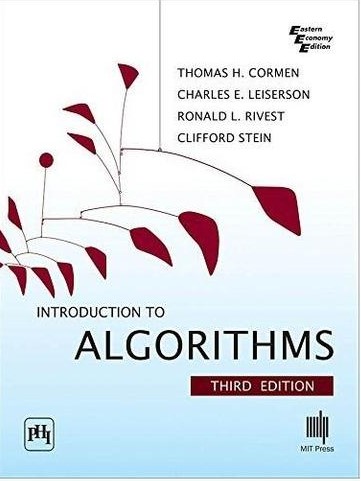 Eastern
Economy
Edition
THOMAS H. CORMEN
CHARLES E. LEISERSON
RONALD L. RIVEST
CLIFFORD STEIN
INTRODUCTION TO
ALGORITHMS
THIRD EDITION
PHI
MIT Press